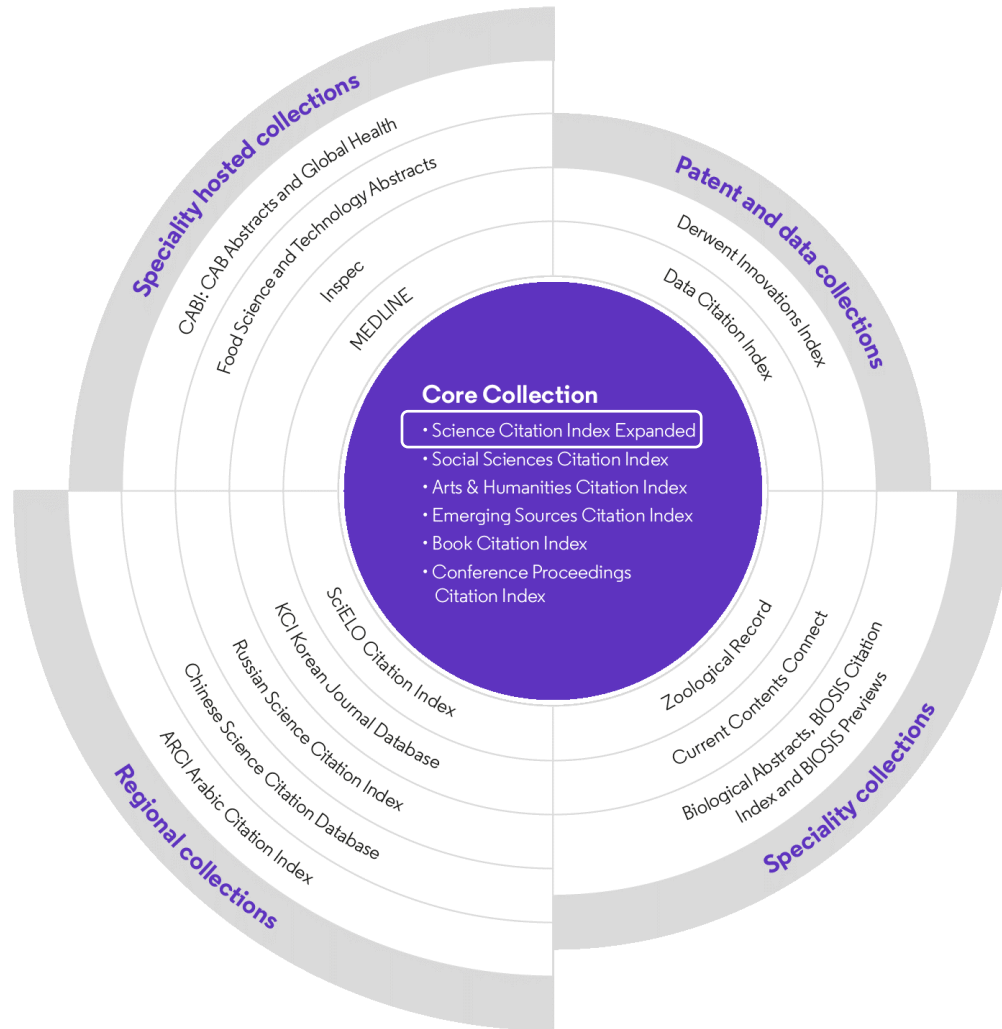 Speciality hosted collections
CABI: CAB Abstracts and Global Health
Food Science and Technology Abstracts
Inspec
MEDLINE
Patent and data collections
Derwent Innovations Index
Data Citation Index
Core Collection
• Science Citation Index Expanded
• Social Sciences Citation Index
• Arts & Humanities Citation Index
• Emerging Sources Citation Index
• Book Citation Index
• Conference Proceedings
Citation Index
SciELO Citation Index
KCI Korean Journal Database
Russian Science Citation Index
Chinese Science Citation Database
ARCI Arabic Citation Index
Regional collections
Zoological Record
Current Contents Connect
Biological Abstracts, BIOSIS Citation
Index and BIOSIS Previews
Speciality collections